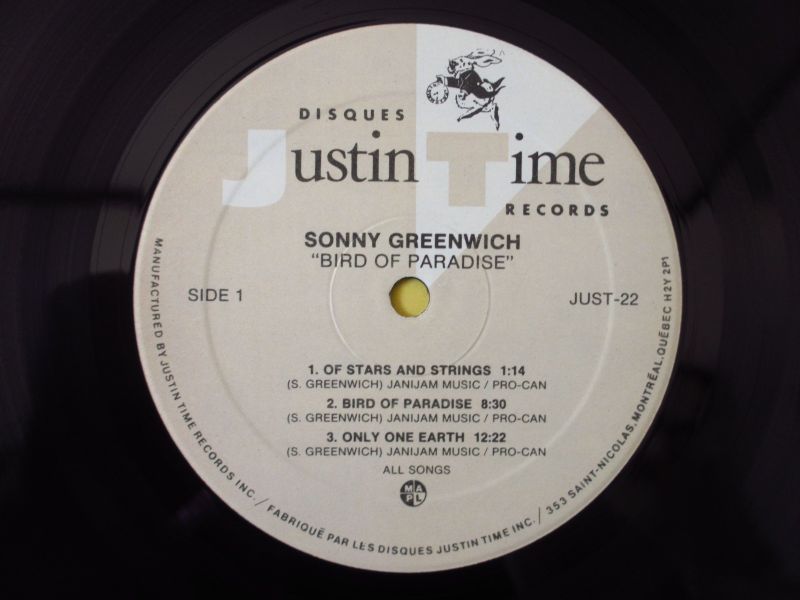 DISQUES
Justin Time
RECORDS
SONNY GREENWICH
"BIRD OF PARADISE"
SIDE 1
JUST-22
1. OF STARS AND STRINGS 1:14
(S. GREENWICH) JANIJAM MUSIC / PRO-CAN
2. BIRD OF PARADISE 8:30
(S. GREENWICH) JANIJAM MUSIC / PRO-CAN
3. ONLY ONE EARTH 12:22
(S. GREENWICH) JANIJAM MUSIC / PRO-CAN
ALL SONGS
MAPL
MANUFACTURED BY JUSTIN TIME RECORDS INC. / FABRIQUÉ PAR LES DISQUES JUSTIN TIME INC. / 353 SAINT-NICOLAS, MONTRÉAL, QUÉBEC H2Y 2P1